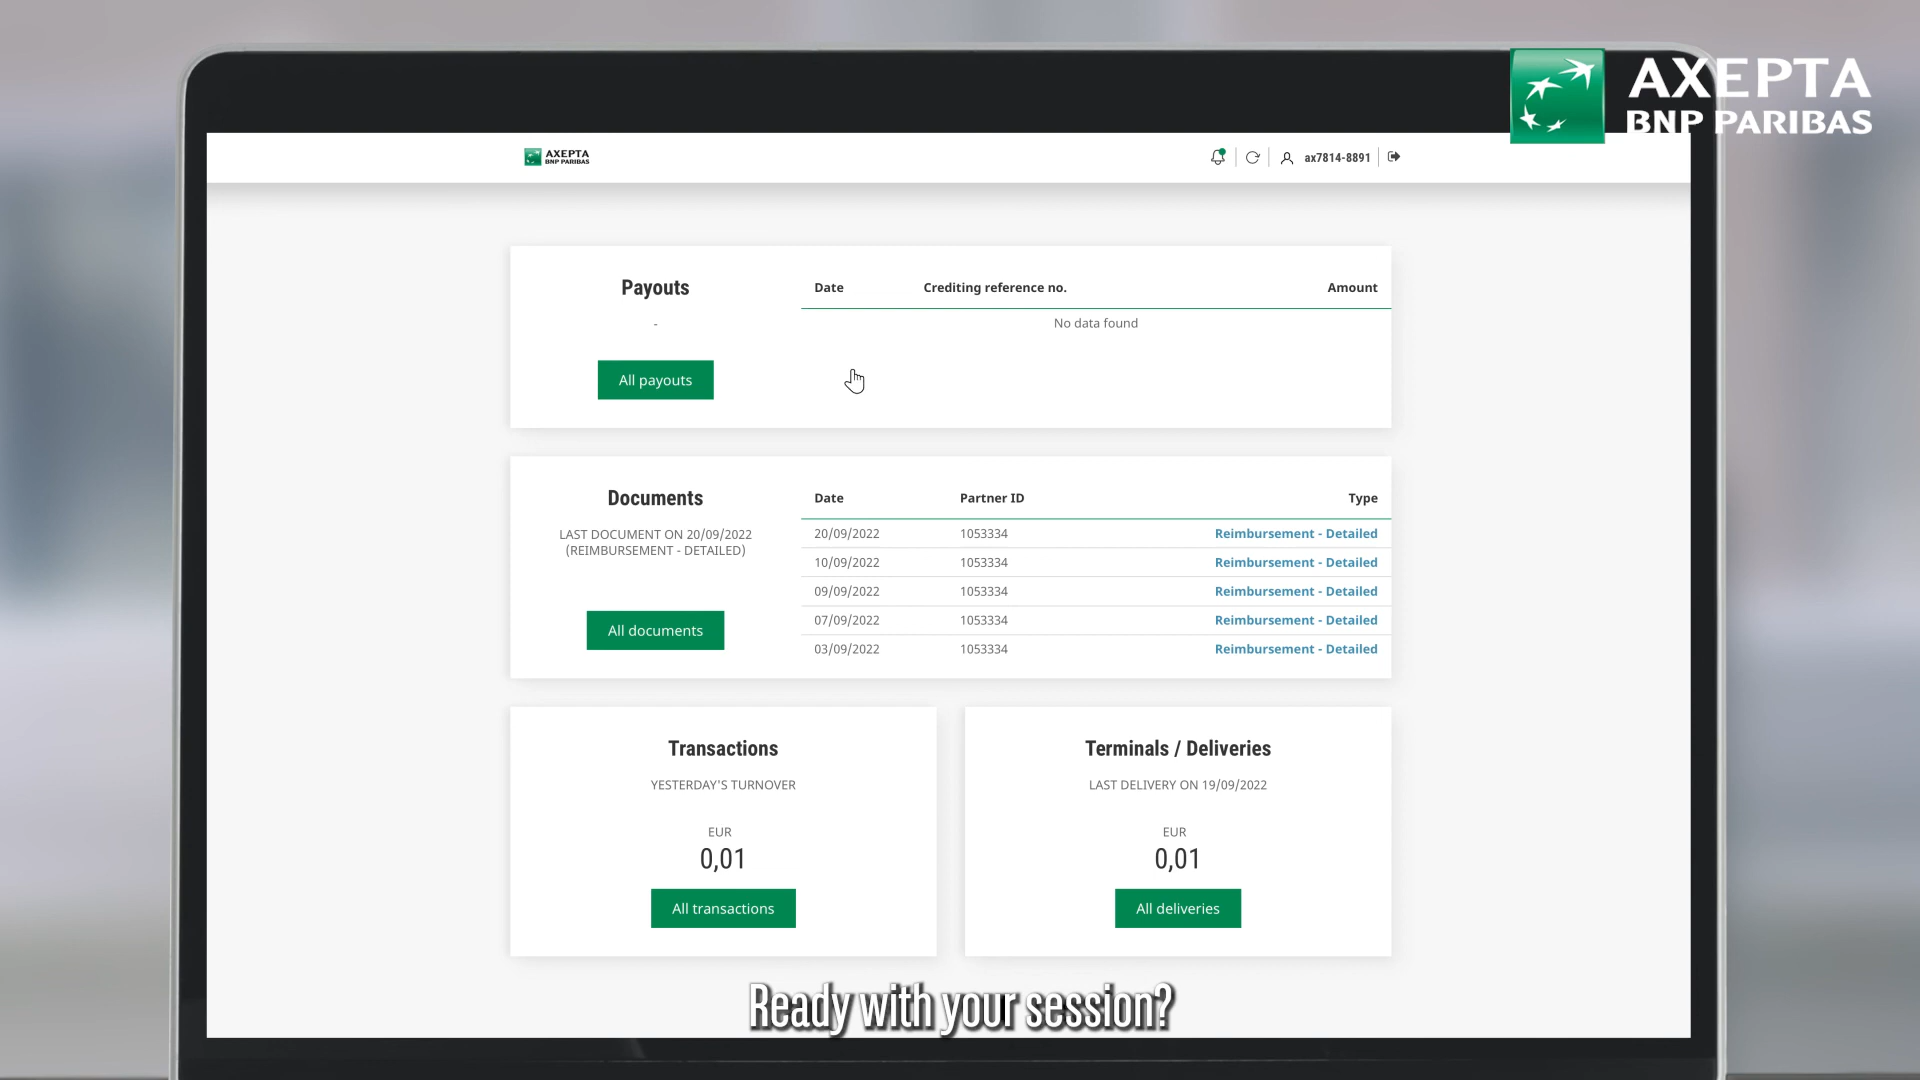 AXEPTA
BNP PARIBAS
AXEPTA
BNP PARIBAS
ax7814-8891
Payouts
-
All payouts
Date Crediting reference no. Amount
No data found
Documents
LAST DOCUMENT ON 20/09/2022
(REIMBURSEMENT - DETAILED)
All documents
Date Partner ID Type
20/09/2022 1053334 Reimbursement - Detailed
10/09/2022 1053334 Reimbursement - Detailed
09/09/2022 1053334 Reimbursement - Detailed
07/09/2022 1053334 Reimbursement - Detailed
03/09/2022 1053334 Reimbursement - Detailed
Transactions
YESTERDAY'S TURNOVER
EUR
0,01
All transactions
Terminals / Deliveries
LAST DELIVERY ON 19/09/2022
EUR
0,01
All deliveries
Ready with your session?